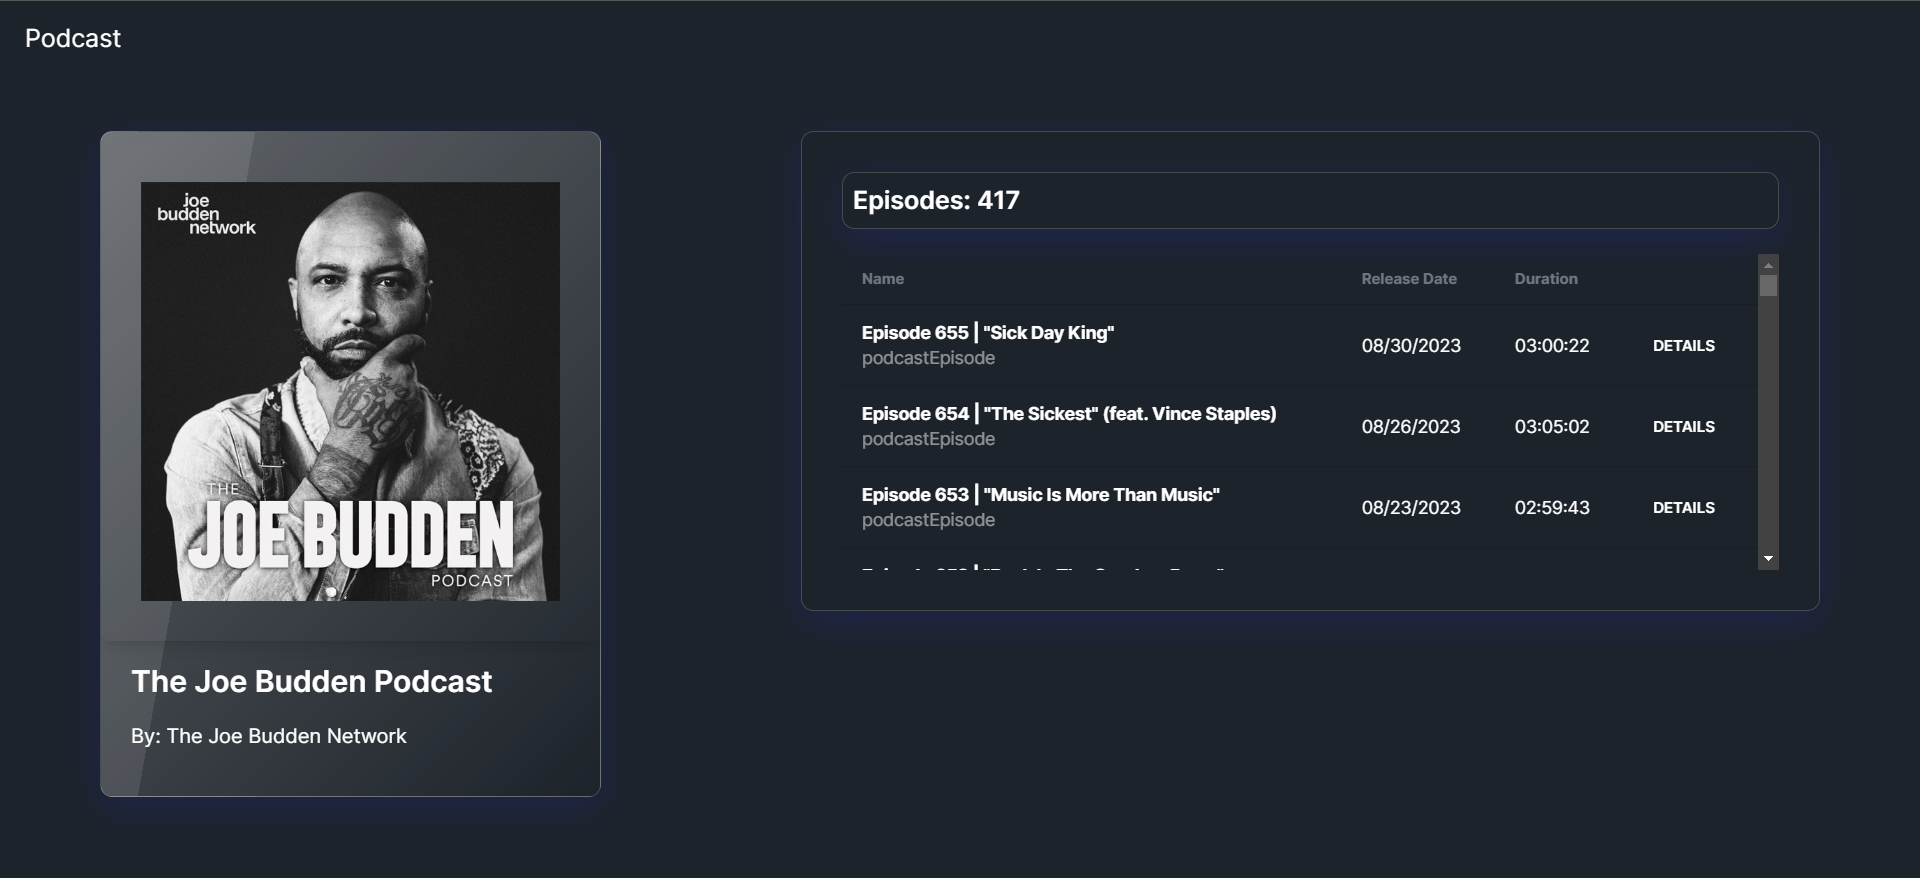 Podcast
joe
budden
network
THE
JOE BUDDEN
PODCAST
The Joe Budden Podcast
By: The Joe Budden Network
Episodes: 417
Name Release Date Duration
Episode 655 | "Sick Day King"
podcastEpisode
08/30/2023 03:00:22 DETAILS
Episode 654 | "The Sickest" (feat. Vince Staples)
podcastEpisode
08/26/2023 03:05:02 DETAILS
Episode 653 | "Music Is More Than Music"
podcastEpisode
08/23/2023 02:59:43 DETAILS